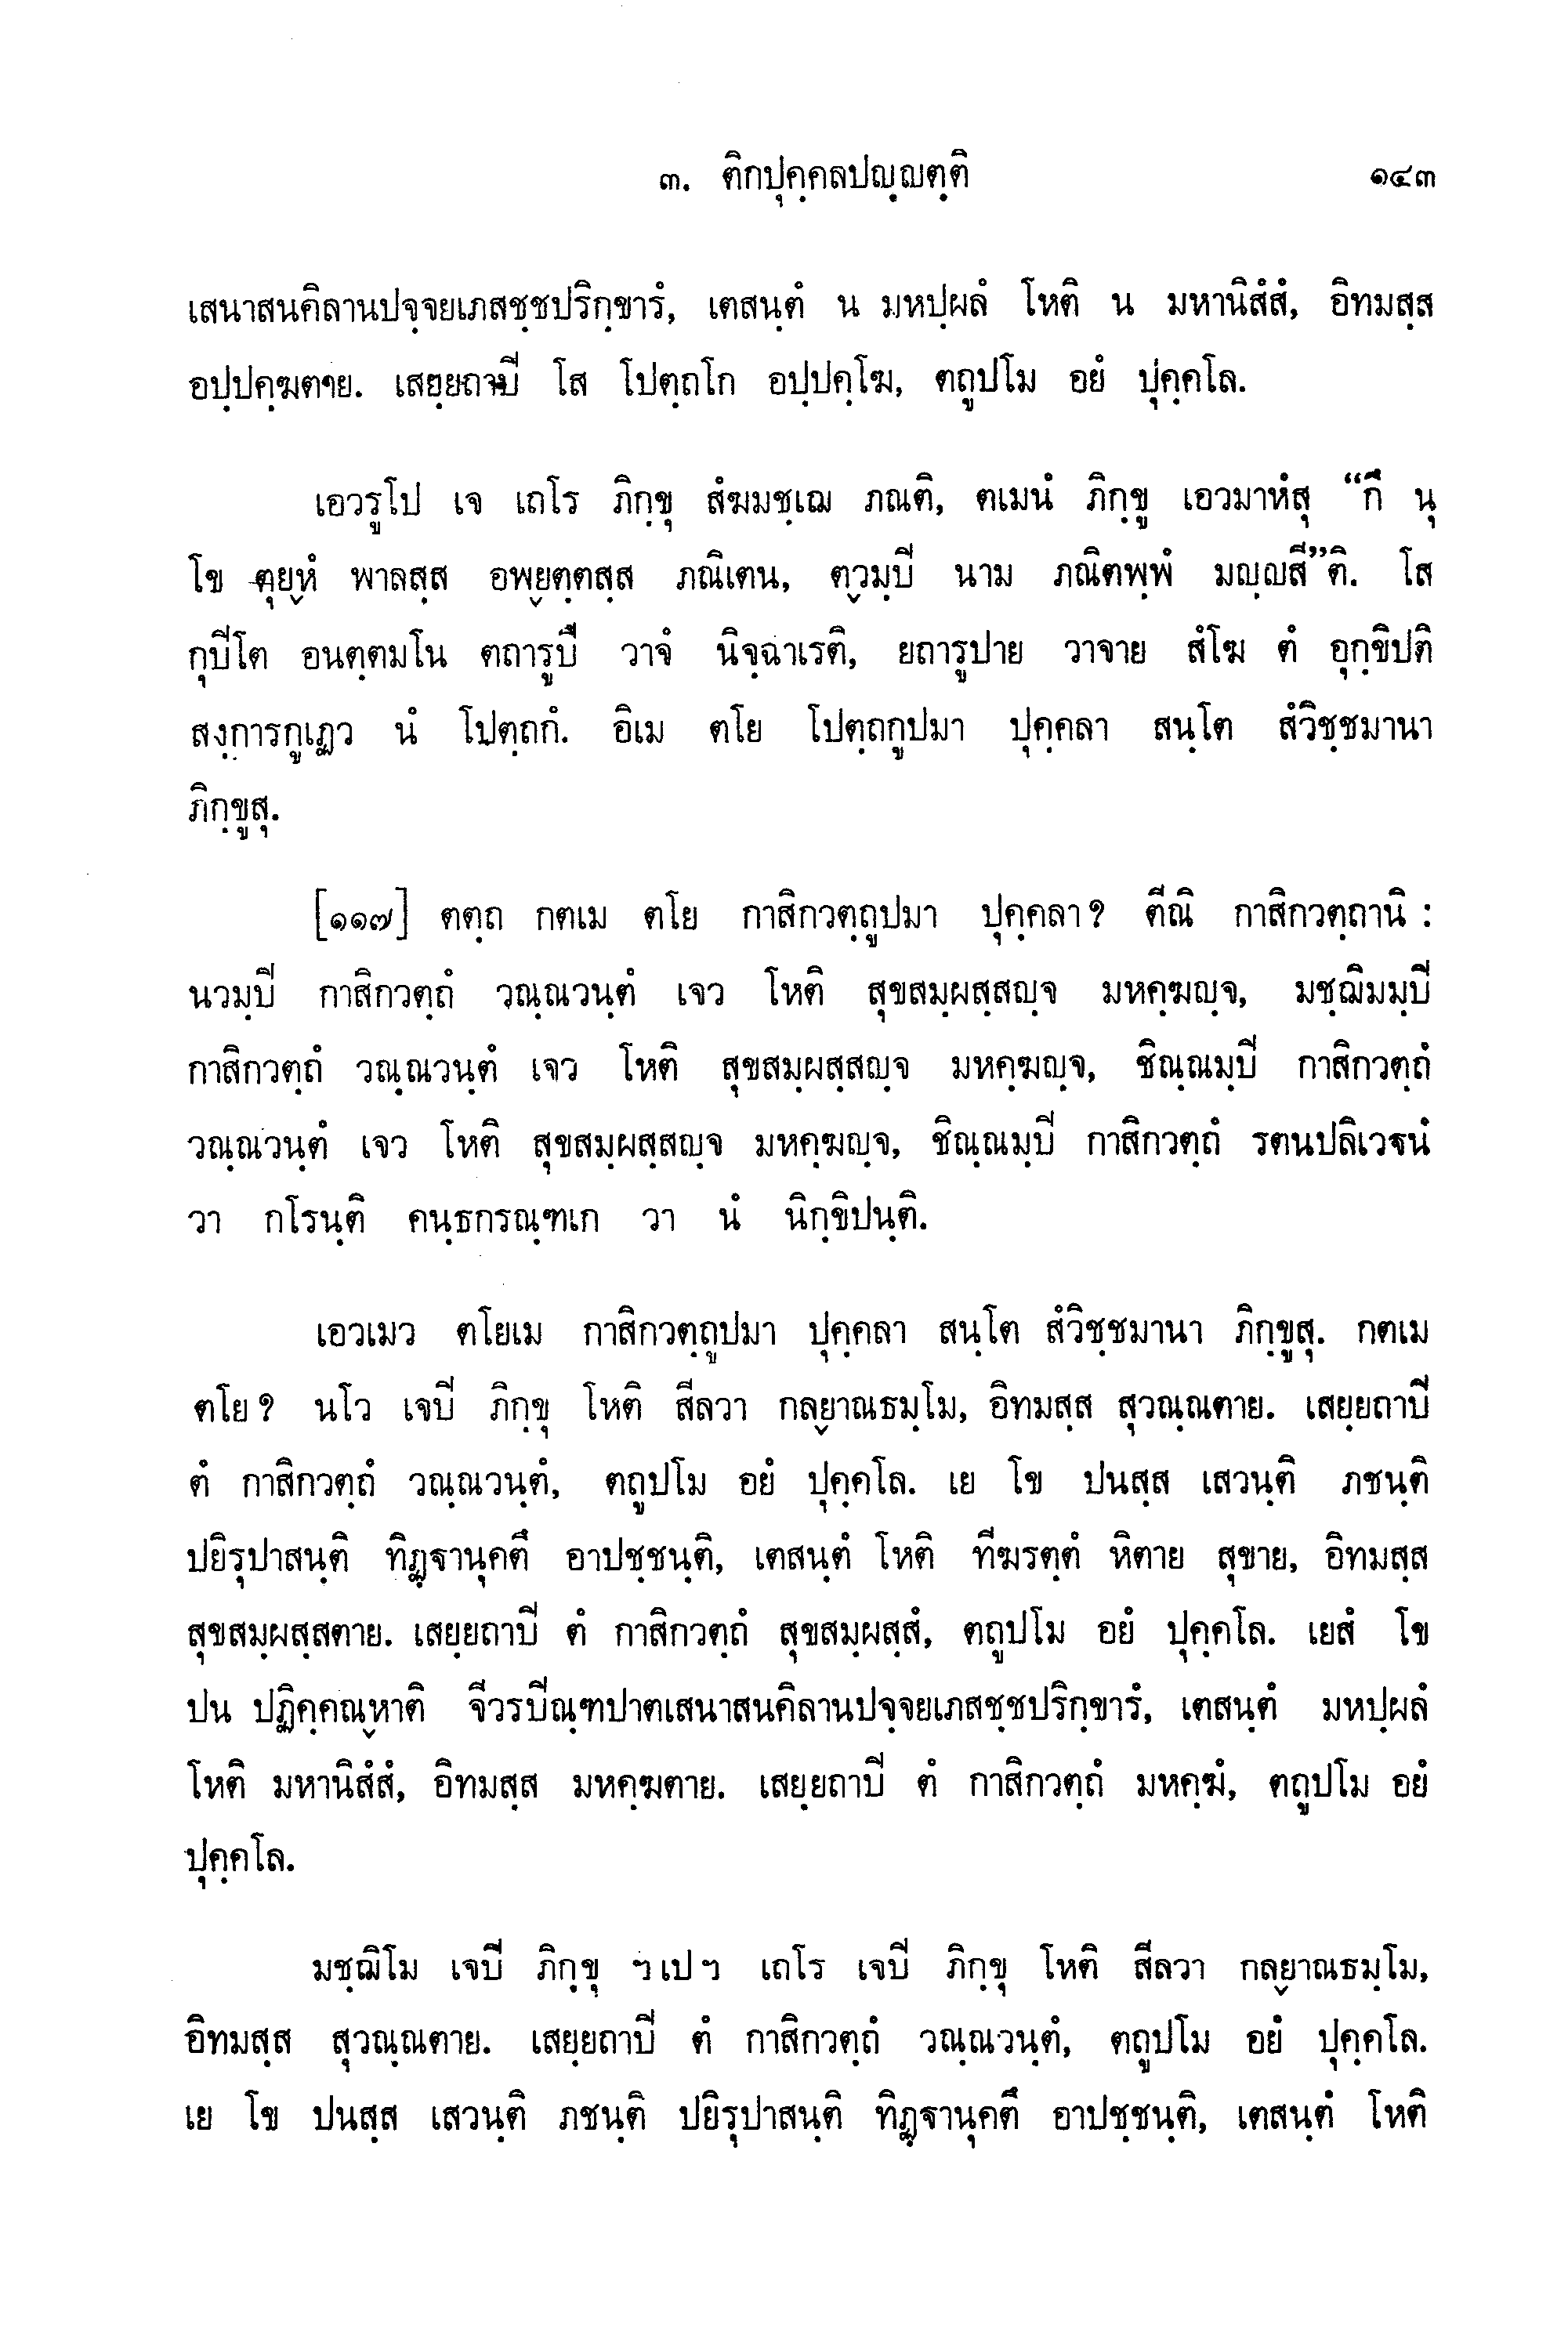 ๓. ติกปุคฺคลปญฺญตฺติ ๑๔๓
เสนาสนคิลานปจฺจยเภสชฺชปริกฺขารํ, เตสนฺตํ น มหปฺผลํ โหติ น มหานิสํสํ, อิทมสฺส
อปฺปคฺฆตาย. เสยฺยถาปิ โส โปตฺถโก อปฺปคฺโฆ, ตถูปโม อยํ ปุคฺคโล.
เอวรูโป เจ เถโร ภิกฺขุ สํฆมชฺเฌ ภณติ, ตเมนํ ภิกฺขู เอวมาหํสุ “กึ นุ
โข ตุย๎หํ พาลสฺส อพ๎ยตฺตสฺส ภณิเตน, ต๎วมฺปิ นาม ภณิตพฺพํ มญฺญสี”ติ. โส
กุปิโต อนตฺตมโน ตถารูปึ วาจํ นิจฺฉาเรติ, ยถารูปาย วาจาย สํโฆ ตํ อุกฺขิปติ
สงฺการกูเฏว นํ โปตฺถกํ. อิเม ตโย โปตฺถกูปมา ปุคฺคลา สนฺโต สํวิชฺชมานา
ภิกฺขูสุ.
[๑๑๗] ตตฺถ กตเม ตโย กาสิกวตฺถูปมา ปุคฺคลา? ตีณิ กาสิกวตฺถานิ :
นวมฺปิ กาสิกวตฺถํ วณฺณวนฺตํ เจว โหติ สุขสมฺผสฺสญฺจ มหคฺฆญฺจ, มชฺฌิมมฺปิ
กาสิกวตฺถํ วณฺณวนฺตํ เจว โหติ สุขสมฺผสฺสญฺจ มหคฺฆญฺจ, ชิณฺณมฺปิ กาสิกวตฺถํ
วณฺณวนฺตํ เจว โหติ สุขสมฺผสฺสญฺจ มหคฺฆญฺจ, ชิณฺณมฺปิ กาสิกวตฺถํ รตนปลิเวฐนํ
วา กโรนฺติ คนฺธกรณฺฑเก วา นํ นิกฺขิปนฺติ.
เอวเมว ตโยเม กาสิกวตฺถูปมา ปุคฺคลา สนฺโต สํวิชฺชมานา ภิกฺขูสุ. กตเม
ตโย? นโว เจปิ ภิกฺขุ โหติ สีลวา กล๎ยาณธมฺโม, อิทมสฺส สุวณฺณตาย. เสยฺยถาปิ
ตํ กาสิกวตฺถํ วณฺณวนฺตํ, ตถูปโม อยํ ปุคฺคโล. เย โข ปนสฺส เสวนฺติ ภชนฺติ
ปยิรุปาสนฺติ ทิฏฺฐานุคตึ อาปชฺชนฺติ, เตสนฺตํ โหติ ทีฆรตฺตํ หิตาย สุขาย, อิทมสฺส
สุขสมฺผสฺสตาย. เสยฺยถาปิ ตํ กาสิกวตฺถํ สุขสมฺผสฺสํ, ตถูปโม อยํ ปุคฺคโล. เยสํ โข
ปน ปฏิคฺคณ๎หาติ จีวรปิณฺฑปาตเสนาสนคิลานปจฺจยเภสชฺชปริกฺขารํ, เตสนฺตํ มหปฺผลํ
โหติ มหานิสํสํ, อิทมสฺส มหคฺฆตาย. เสยฺยถาปิ ตํ กาสิกวตฺถํ มหคฺฆํ, ตถูปโม อยํ
ปุคฺคโล.
มชฺฌิโม เจปิ ภิกฺขุ ฯเปฯ เถโร เจปิ ภิกฺขุ โหติ สีลวา กล๎ยาณธมฺโม,
อิทมสฺส สุวณฺณตาย. เสยฺยถาปิ ตํ กาสิกวตฺถํ วณฺณวนฺตํ, ตถูปโม อยํ ปุคฺคโล.
เย โข ปนสฺส เสวนฺติ ภชนฺติ ปยิรุปาสนฺติ ทิฏฺฐานุคตึ อาปชฺชนฺติ, เตสนฺตํ โหติ